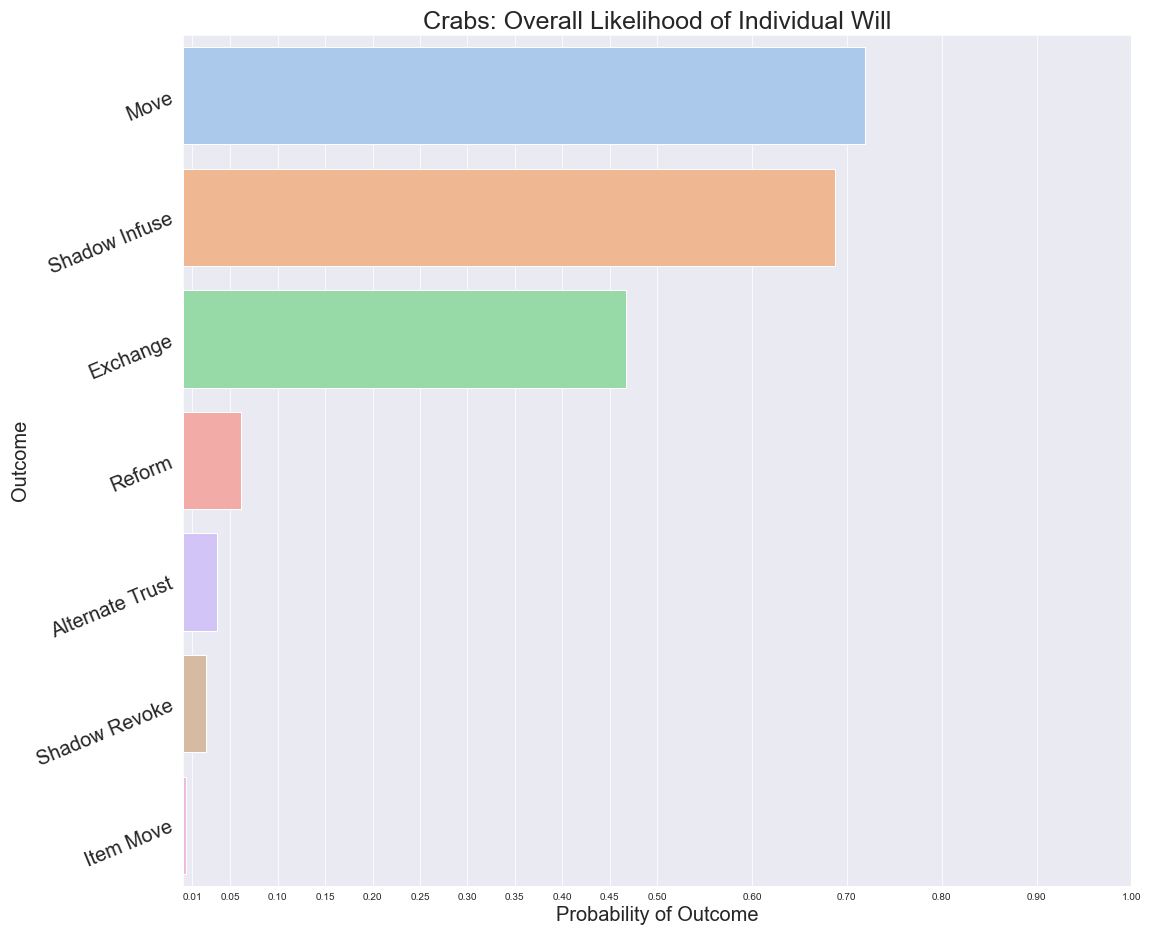 Crabs: Overall Likelihood of Individual Will
Outcome
Move
Shadow Infuse
Exchange
Reform
Alternate Trust
Shadow Revoke
Item Move
0.01 0.05 0.10 0.15 0.20 0.25 0.30 0.35 0.40 0.45 0.50 0.60 0.70 0.80 0.90 1.00
Probability of Outcome